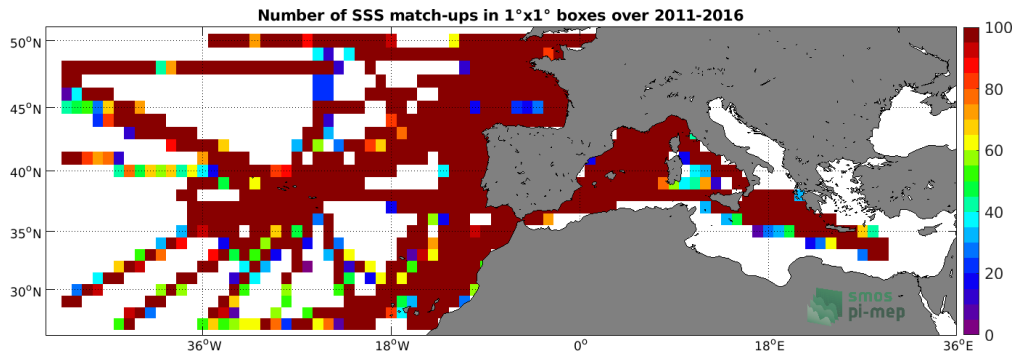 Number of SSS match-ups in 1°x1° boxes over 2011-2016
50°N
45°N
40°N
35°N
30°N
36°W
18°W
0°
18°E
36°E
100
80
60
40
20
0
smos
pi-mep